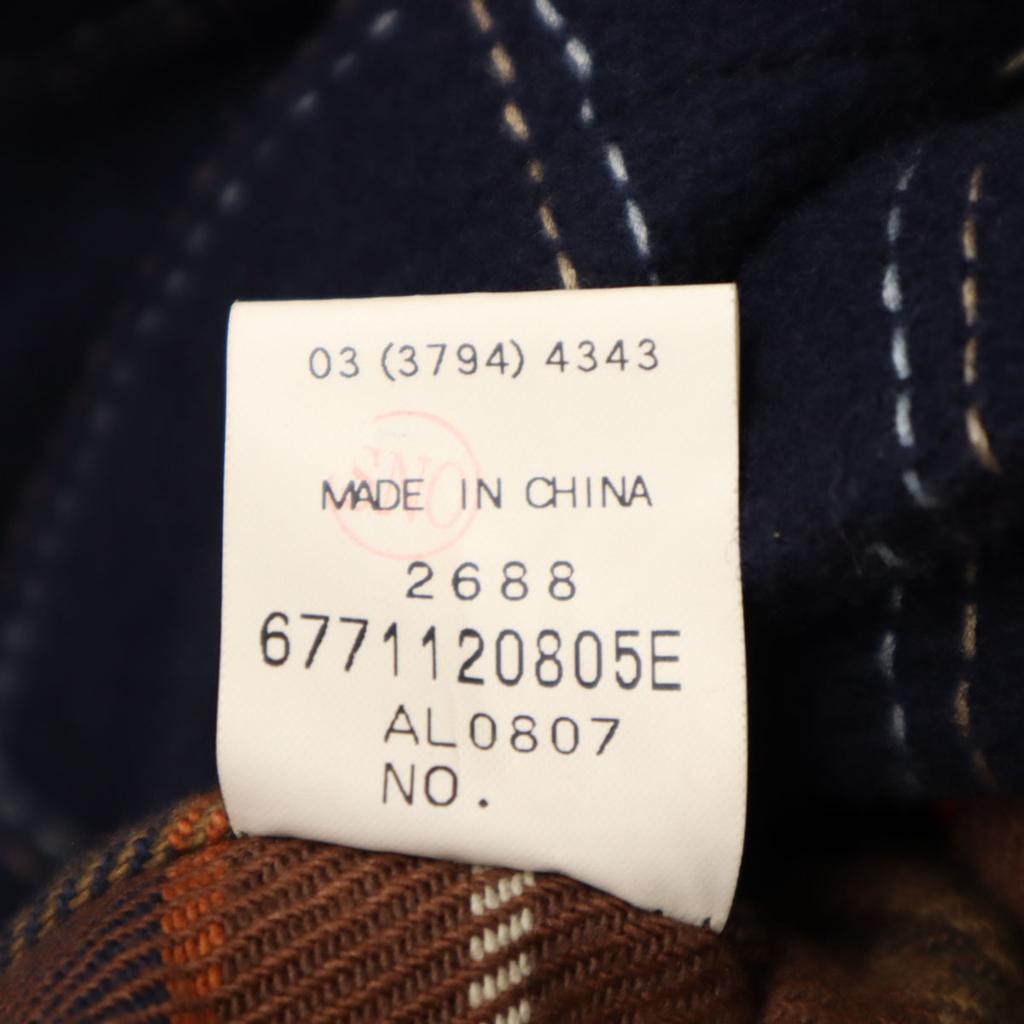 03 (3794) 4343
MADE IN CHINA
2688
6771120805E
AL0807
NO.